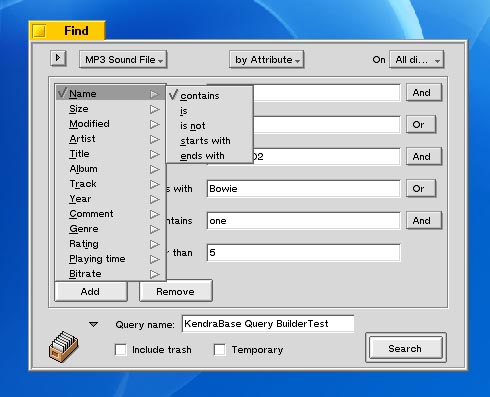 Find
MP3 Sound File by Attribute On All di...
Name contains And
Size is
Modified is not Or
Artist starts with
Title ends with 02 And
Album
Track s with Bowie Or
Year
Comment ntains one And
Genre
Rating than 5
Playing time
Bitrate
Add Remove
Query name: KendraBase Query BuilderTest
Include trash Temporary Search